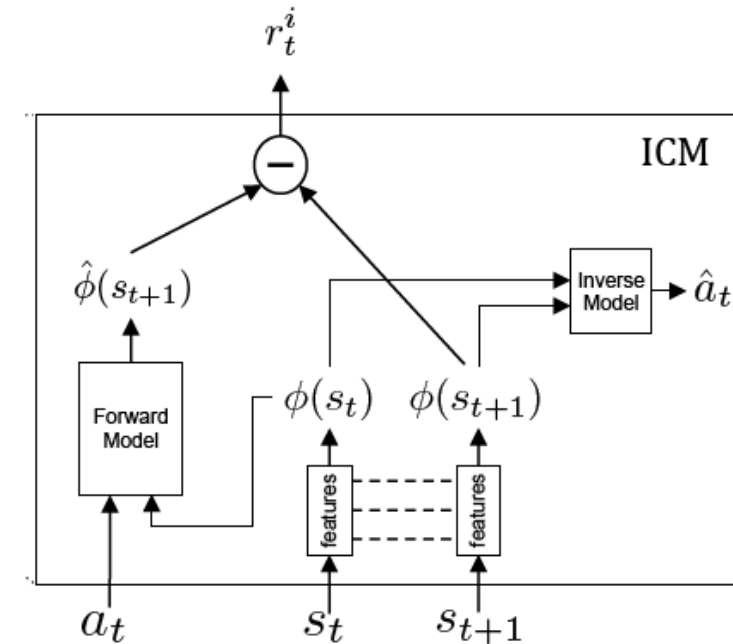 r_t^i
ICM
φ̂(s_{t+1})
Inverse
Model
â_t
Forward
Model
φ(s_t) φ(s_{t+1})
features
features
a_t s_t s_{t+1}